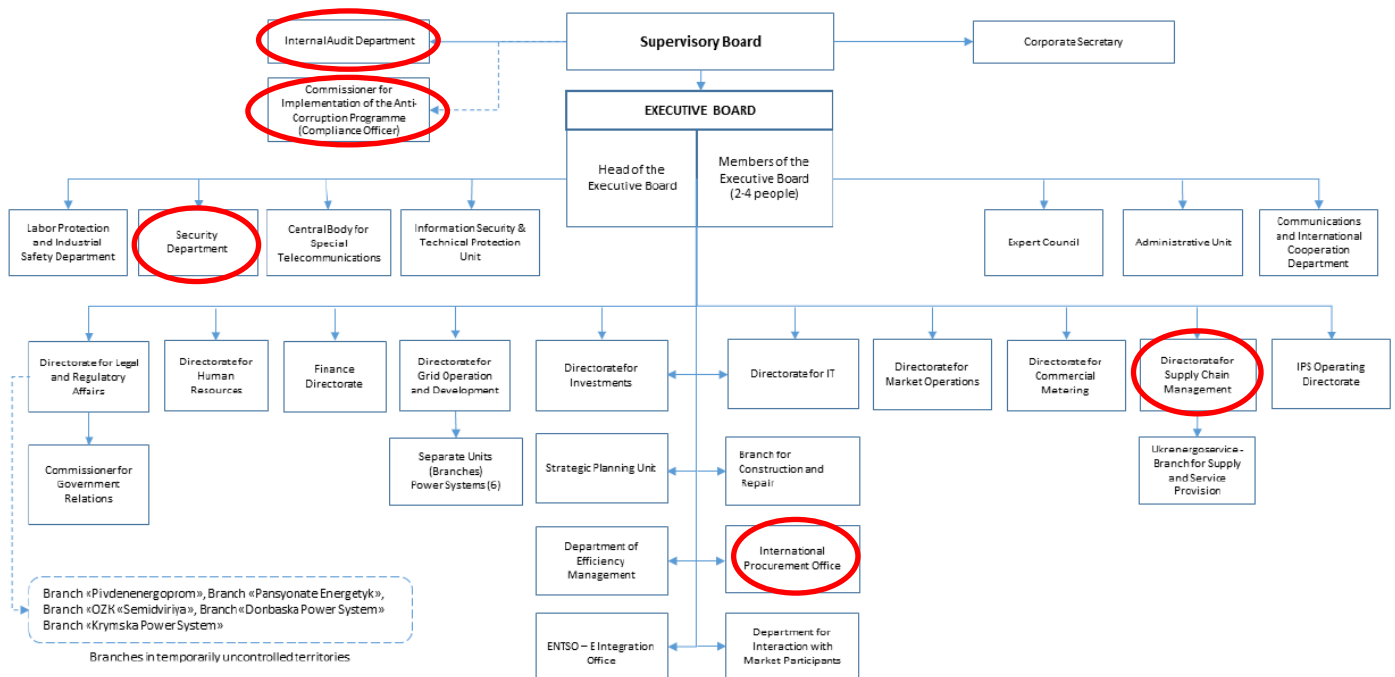 Internal Audit Department
Supervisory Board
Corporate Secretary
Commissioner for
Implementation of the Anti-
Corruption Programme
(Compliance Officer)
EXECUTIVE BOARD
Head of the
Executive Board
Members of the
Executive Board
(2-4 people)
Labor Protection
and Industrial
Safety Department
Security
Department
Central Body for
Special
Telecommunications
Information Security &
Technical Protection
Unit
Expert Council
Administrative Unit
Communications
and International
Cooperation
Department
Directorate for Legal
and Regulatory
Affairs
Directorate for
Human
Resources
Finance
Directorate
Directorate for
Grid Operation
and Development
Directorate for
Investments
Directorate for IT
Directorate for
Market Operations
Directorate for
Commercial
Metering
Directorate for
Supply Chain
Management
IPS Operating
Directorate
Commissioner for
Government
Relations
Separate Units
(Branches)
Power Systems (6)
Strategic Planning Unit
Branch for
Construction and
Repair
Ukrenergoservice -
Branch for Supply
and Service
Provision
Department of
Efficiency
Management
International
Procurement Office
Branch «Pivdenenergoprom», Branch «Pansyonate Energetyk»,
Branch «OZK «Semidviriya», Branch «Donbaska Power System»
Branch «Krymska Power System»
Branches in temporarily uncontrolled territories
ENTSO – E Integration
Office
Department for
Interaction with
Market Participants